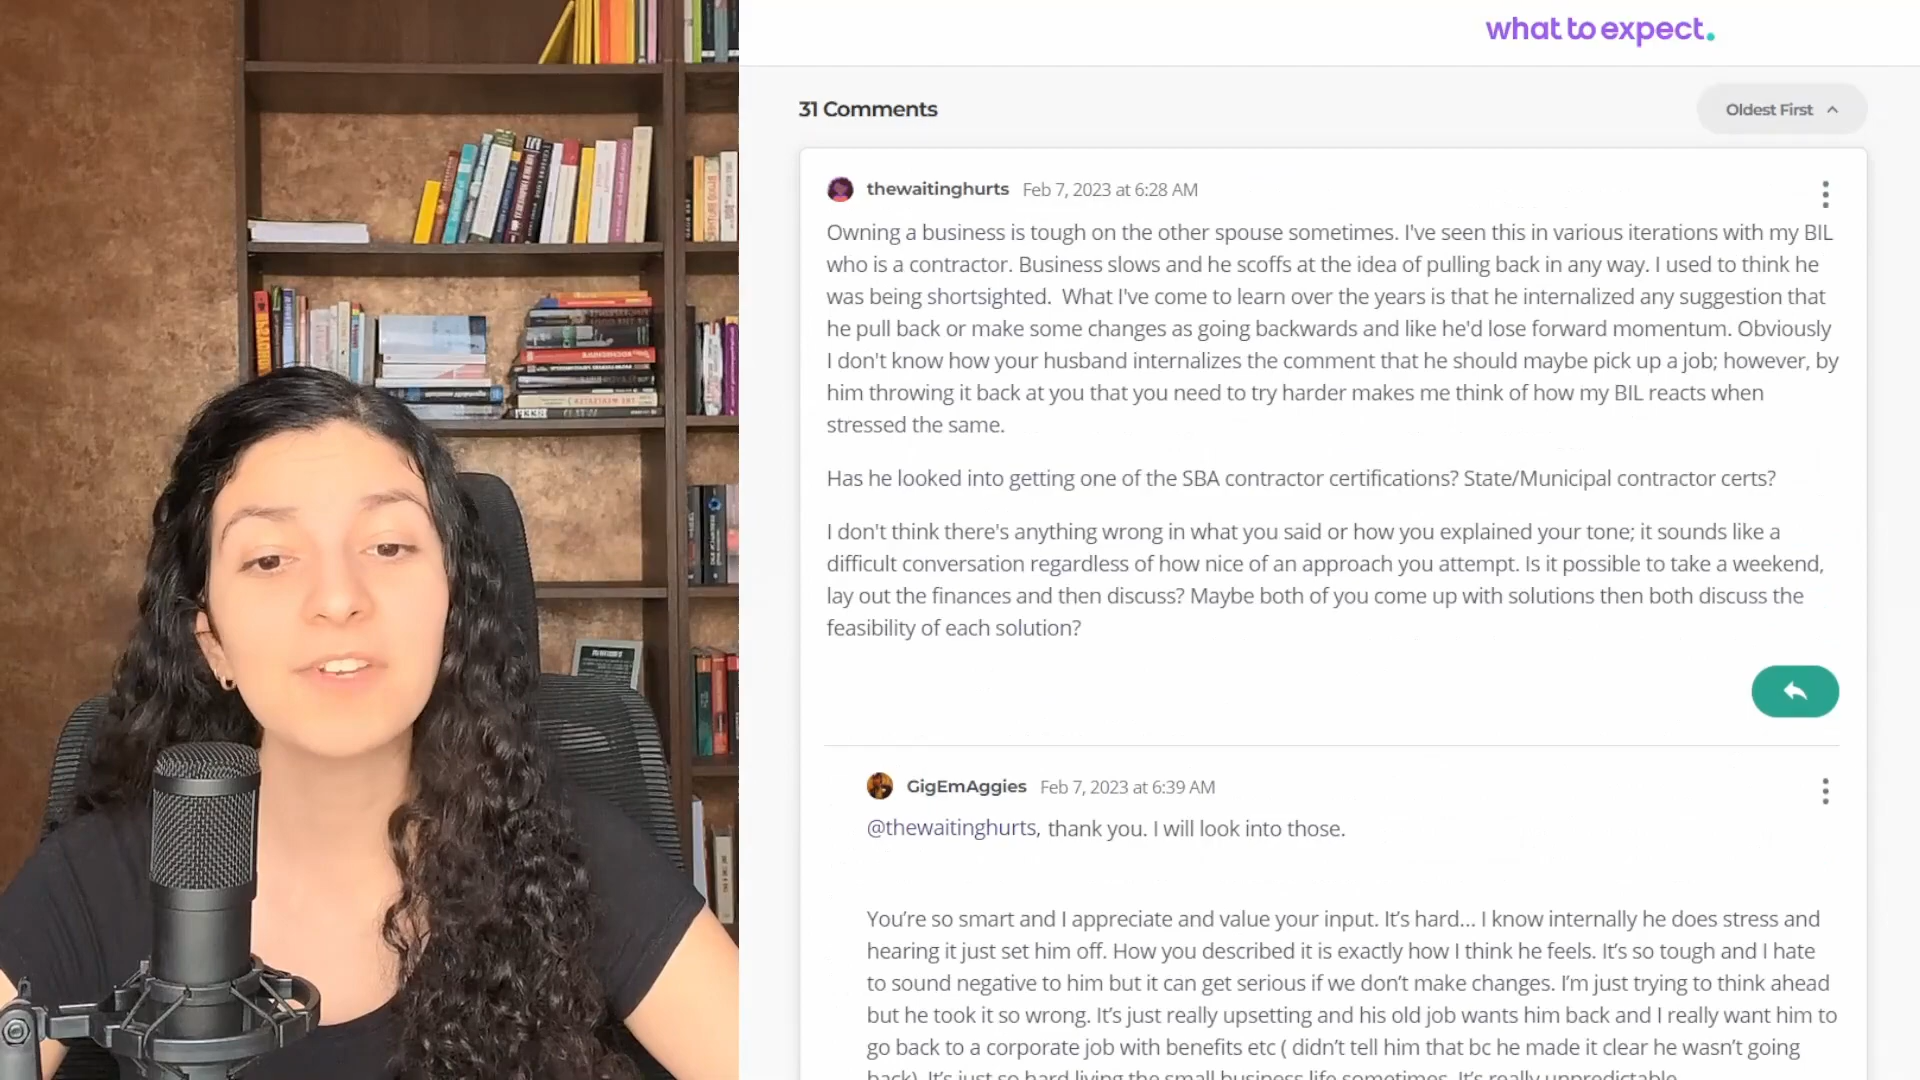 what to expect.
31 Comments
Oldest First
thewaitinghurts Feb 7, 2023 at 6:28 AM
Owning a business is tough on the other spouse sometimes. I've seen this in various iterations with my BIL
who is a contractor. Business slows and he scoffs at the idea of pulling back in any way. I used to think he
was being shortsighted.  What I've come to learn over the years is that he internalized any suggestion that
he pull back or make some changes as going backwards and like he'd lose forward momentum. Obviously
I don't know how your husband internalizes the comment that he should maybe pick up a job; however, by
him throwing it back at you that you need to try harder makes me think of how my BIL reacts when
stressed the same.
Has he looked into getting one of the SBA contractor certifications? State/Municipal contractor certs?
I don't think there's anything wrong in what you said or how you explained your tone; it sounds like a
difficult conversation regardless of how nice of an approach you attempt. Is it possible to take a weekend,
lay out the finances and then discuss? Maybe both of you come up with solutions then both discuss the
feasibility of each solution?
GigEmAggies Feb 7, 2023 at 6:39 AM
@thewaitinghurts, thank you. I will look into those.
You’re so smart and I appreciate and value your input. It’s hard... I know internally he does stress and
hearing it just set him off. How you described it is exactly how I think he feels. It’s so tough and I hate
to sound negative to him but it can get serious if we don’t make changes. I’m just trying to think ahead
but he took it so wrong. It’s just really upsetting and his old job wants him back and I really want him to
go back to a corporate job with benefits etc ( didn’t tell him that bc he made it clear he wasn’t going
back). It’s just so hard living the small business life sometimes. It’s really unpredictable